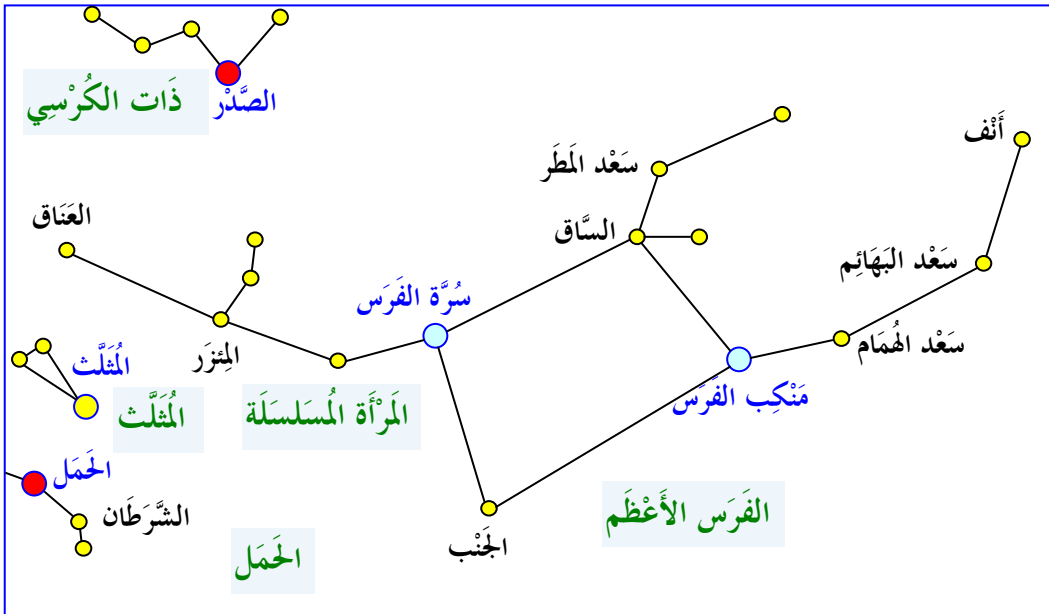 ذَات الكُرْسِي
الصَّدْر
أَنْف
سَعْد المَطَر
السَّاق
العَنَاق
سَعْد البَهَائِم
سُرَّة الفَرَس
سَعْد الهُمَام
المِئزَر
المُثَلَّث
مَنْكِب الفَرَس
المُثَلَّث
المَرْأَة المُسَلسَلَة
الحَمَل
الشَّرَطَان
الفَرَس الأَعْظَم
الجَنْب
الحَمَل